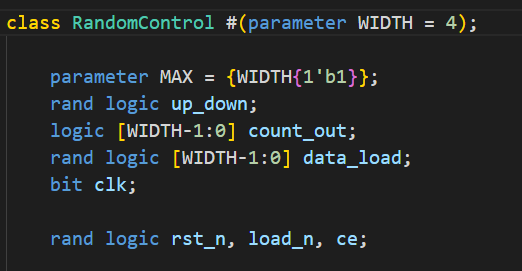 class RandomControl #(parameter WIDTH = 4);
parameter MAX = {WIDTH{1'b1}};
rand logic up_down;
logic [WIDTH-1:0] count_out;
rand logic [WIDTH-1:0] data_load;
bit clk;
rand logic rst_n, load_n, ce;